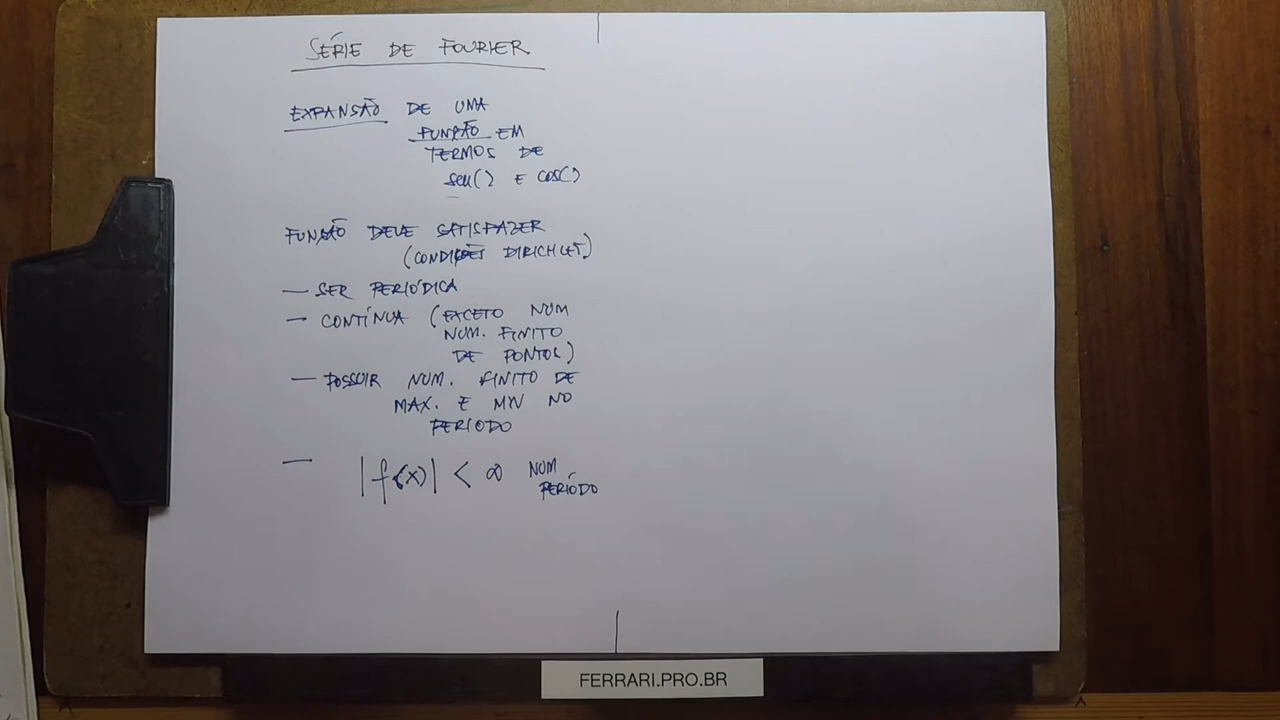 SÉRIE DE FOURIER
EXPANSÃO DE UMA
FUNÇÃO EM
TERMOS DE
sen() E cos()
FUNÇÃO DEVE SATISFAZER
(CONDIÇÕES DIRICHLET)
— SER PERIÓDICA
— CONTÍNUA (EXCETO NUM
NUM. FINITO
DE PONTOS)
— POSSUIR NUM. FINITO DE
MAX. E MIN NO
PERÍODO
— |f(x)| < ∞ NUM
PERÍODO
FERRARI.PRO.BR